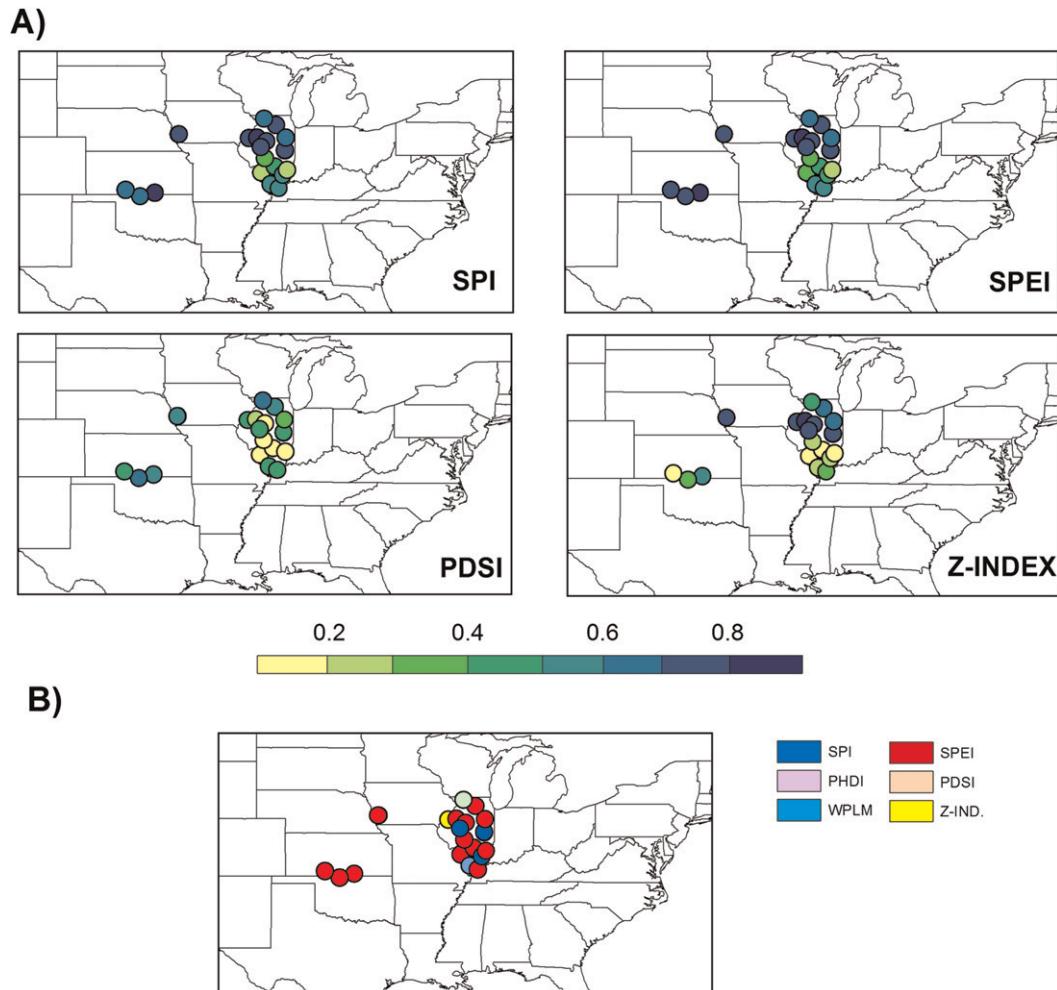 A)
SPI
SPEI
PDSI
Z-INDEX
0.2 0.4 0.6 0.8
B)
SPI SPEI
PHDI PDSI
WPLM Z-IND.